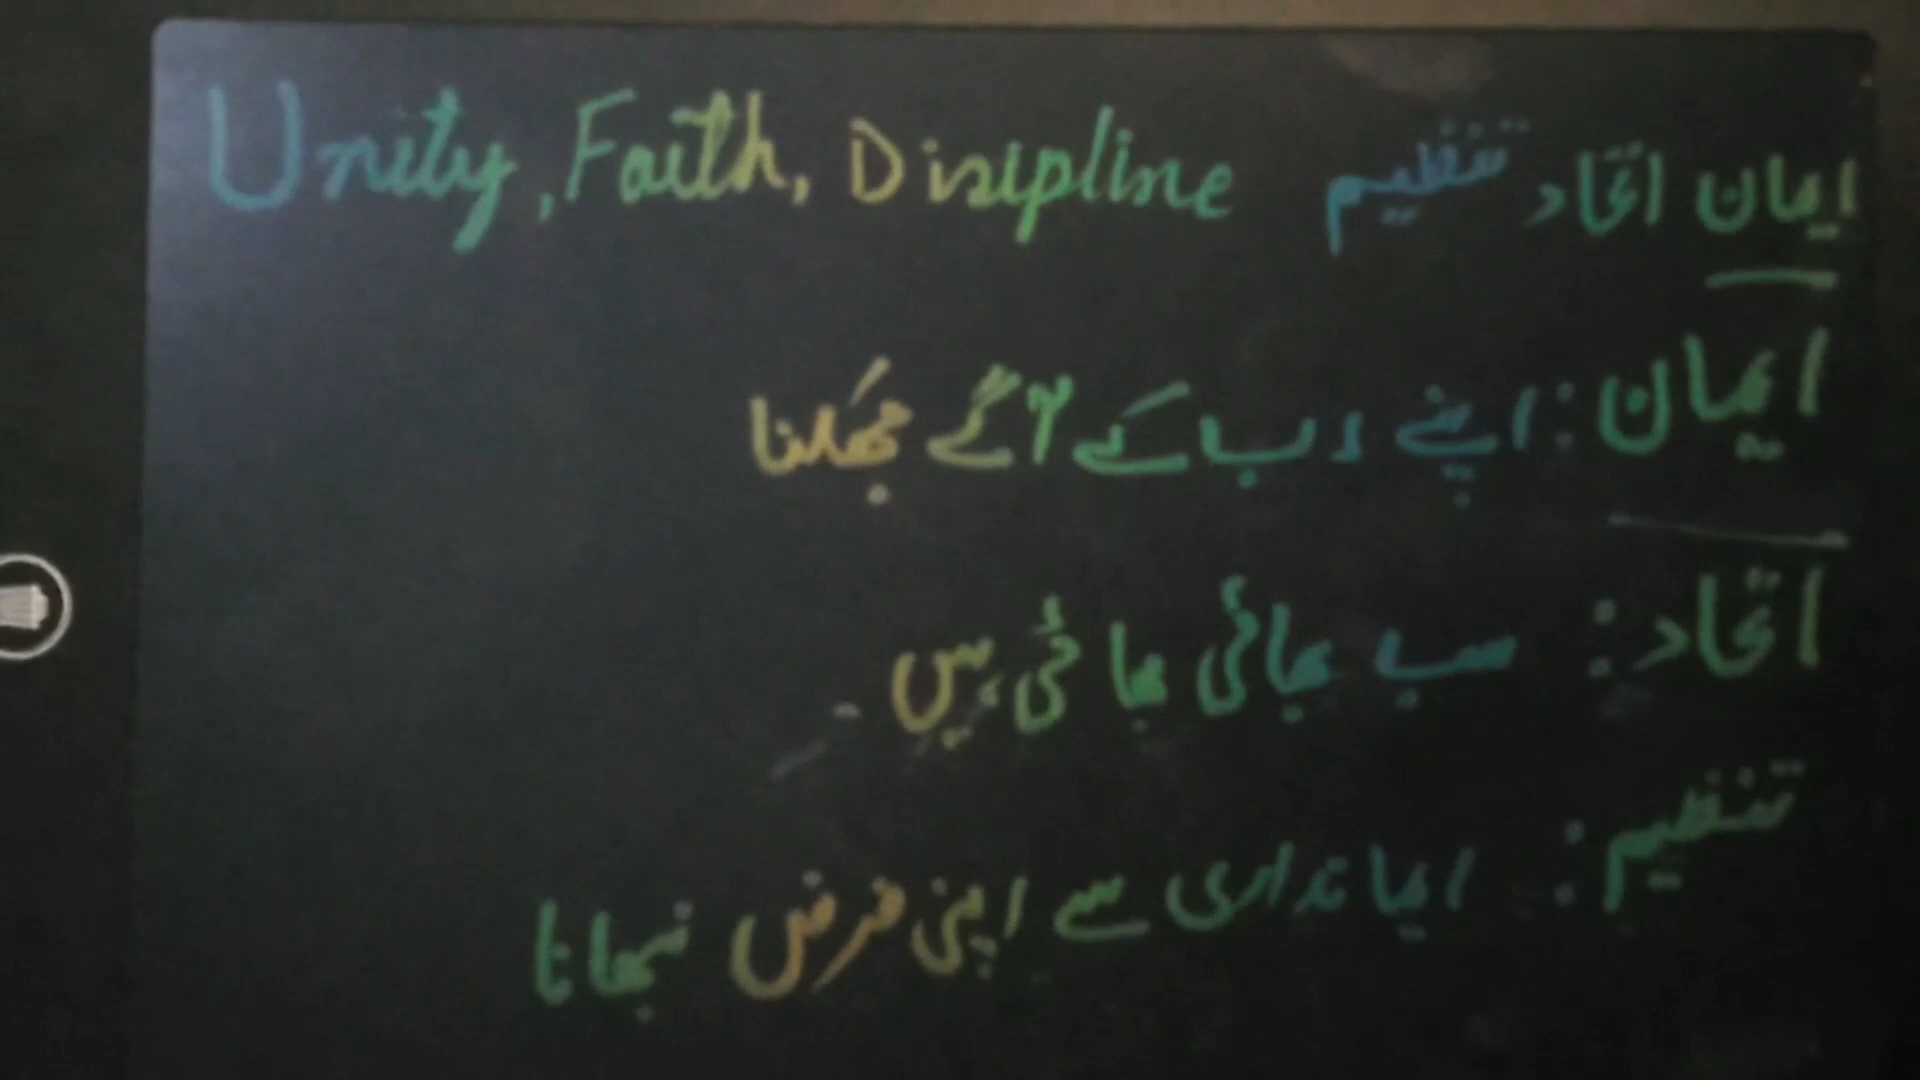 Unity, Faith, Disipline ایمان اتحاد تنظیم
ایمان: اپنے رب کے آگے جھکنا
اتحاد: سب بھائی بھائی ہیں۔
تنظیم: ایمانداری سے اپنی فرض نبھانا